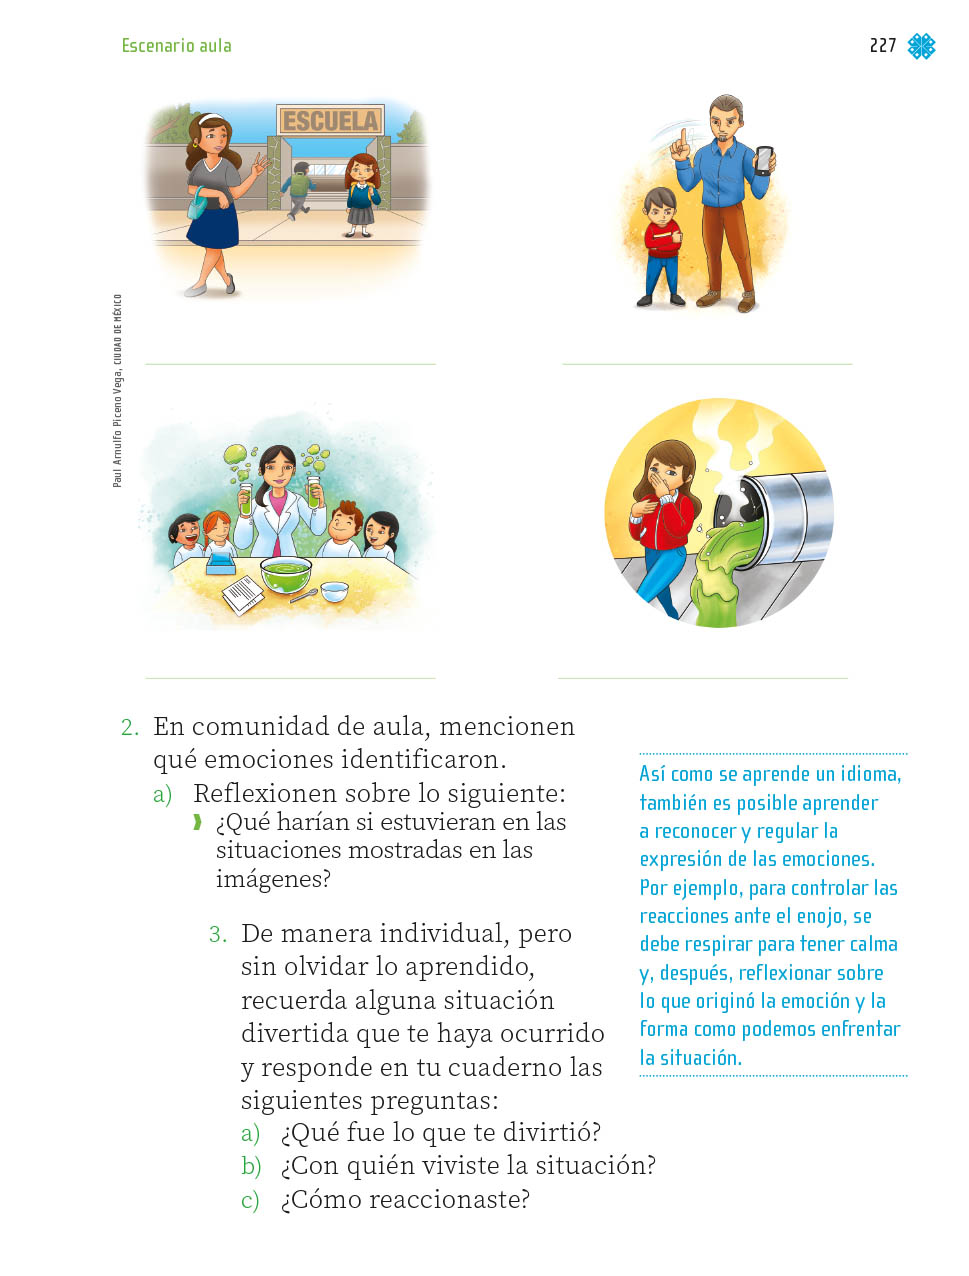 Escenario aula
227
ESCUELA
Paul Arnulfo Piceno Vega, CIUDAD DE MÉXICO
2. En comunidad de aula, mencionen
qué emociones identificaron.
a) Reflexionen sobre lo siguiente:
¿Qué harían si estuvieran en las
situaciones mostradas en las
imágenes?
3. De manera individual, pero
sin olvidar lo aprendido,
recuerda alguna situación
divertida que te haya ocurrido
y responde en tu cuaderno las
siguientes preguntas:
a) ¿Qué fue lo que te divirtió?
b) ¿Con quién viviste la situación?
c) ¿Cómo reaccionaste?
Así como se aprende un idioma,
también es posible aprender
a reconocer y regular la
expresión de las emociones.
Por ejemplo, para controlar las
reacciones ante el enojo, se
debe respirar para tener calma
y, después, reflexionar sobre
lo que originó la emoción y la
forma como podemos enfrentar
la situación.